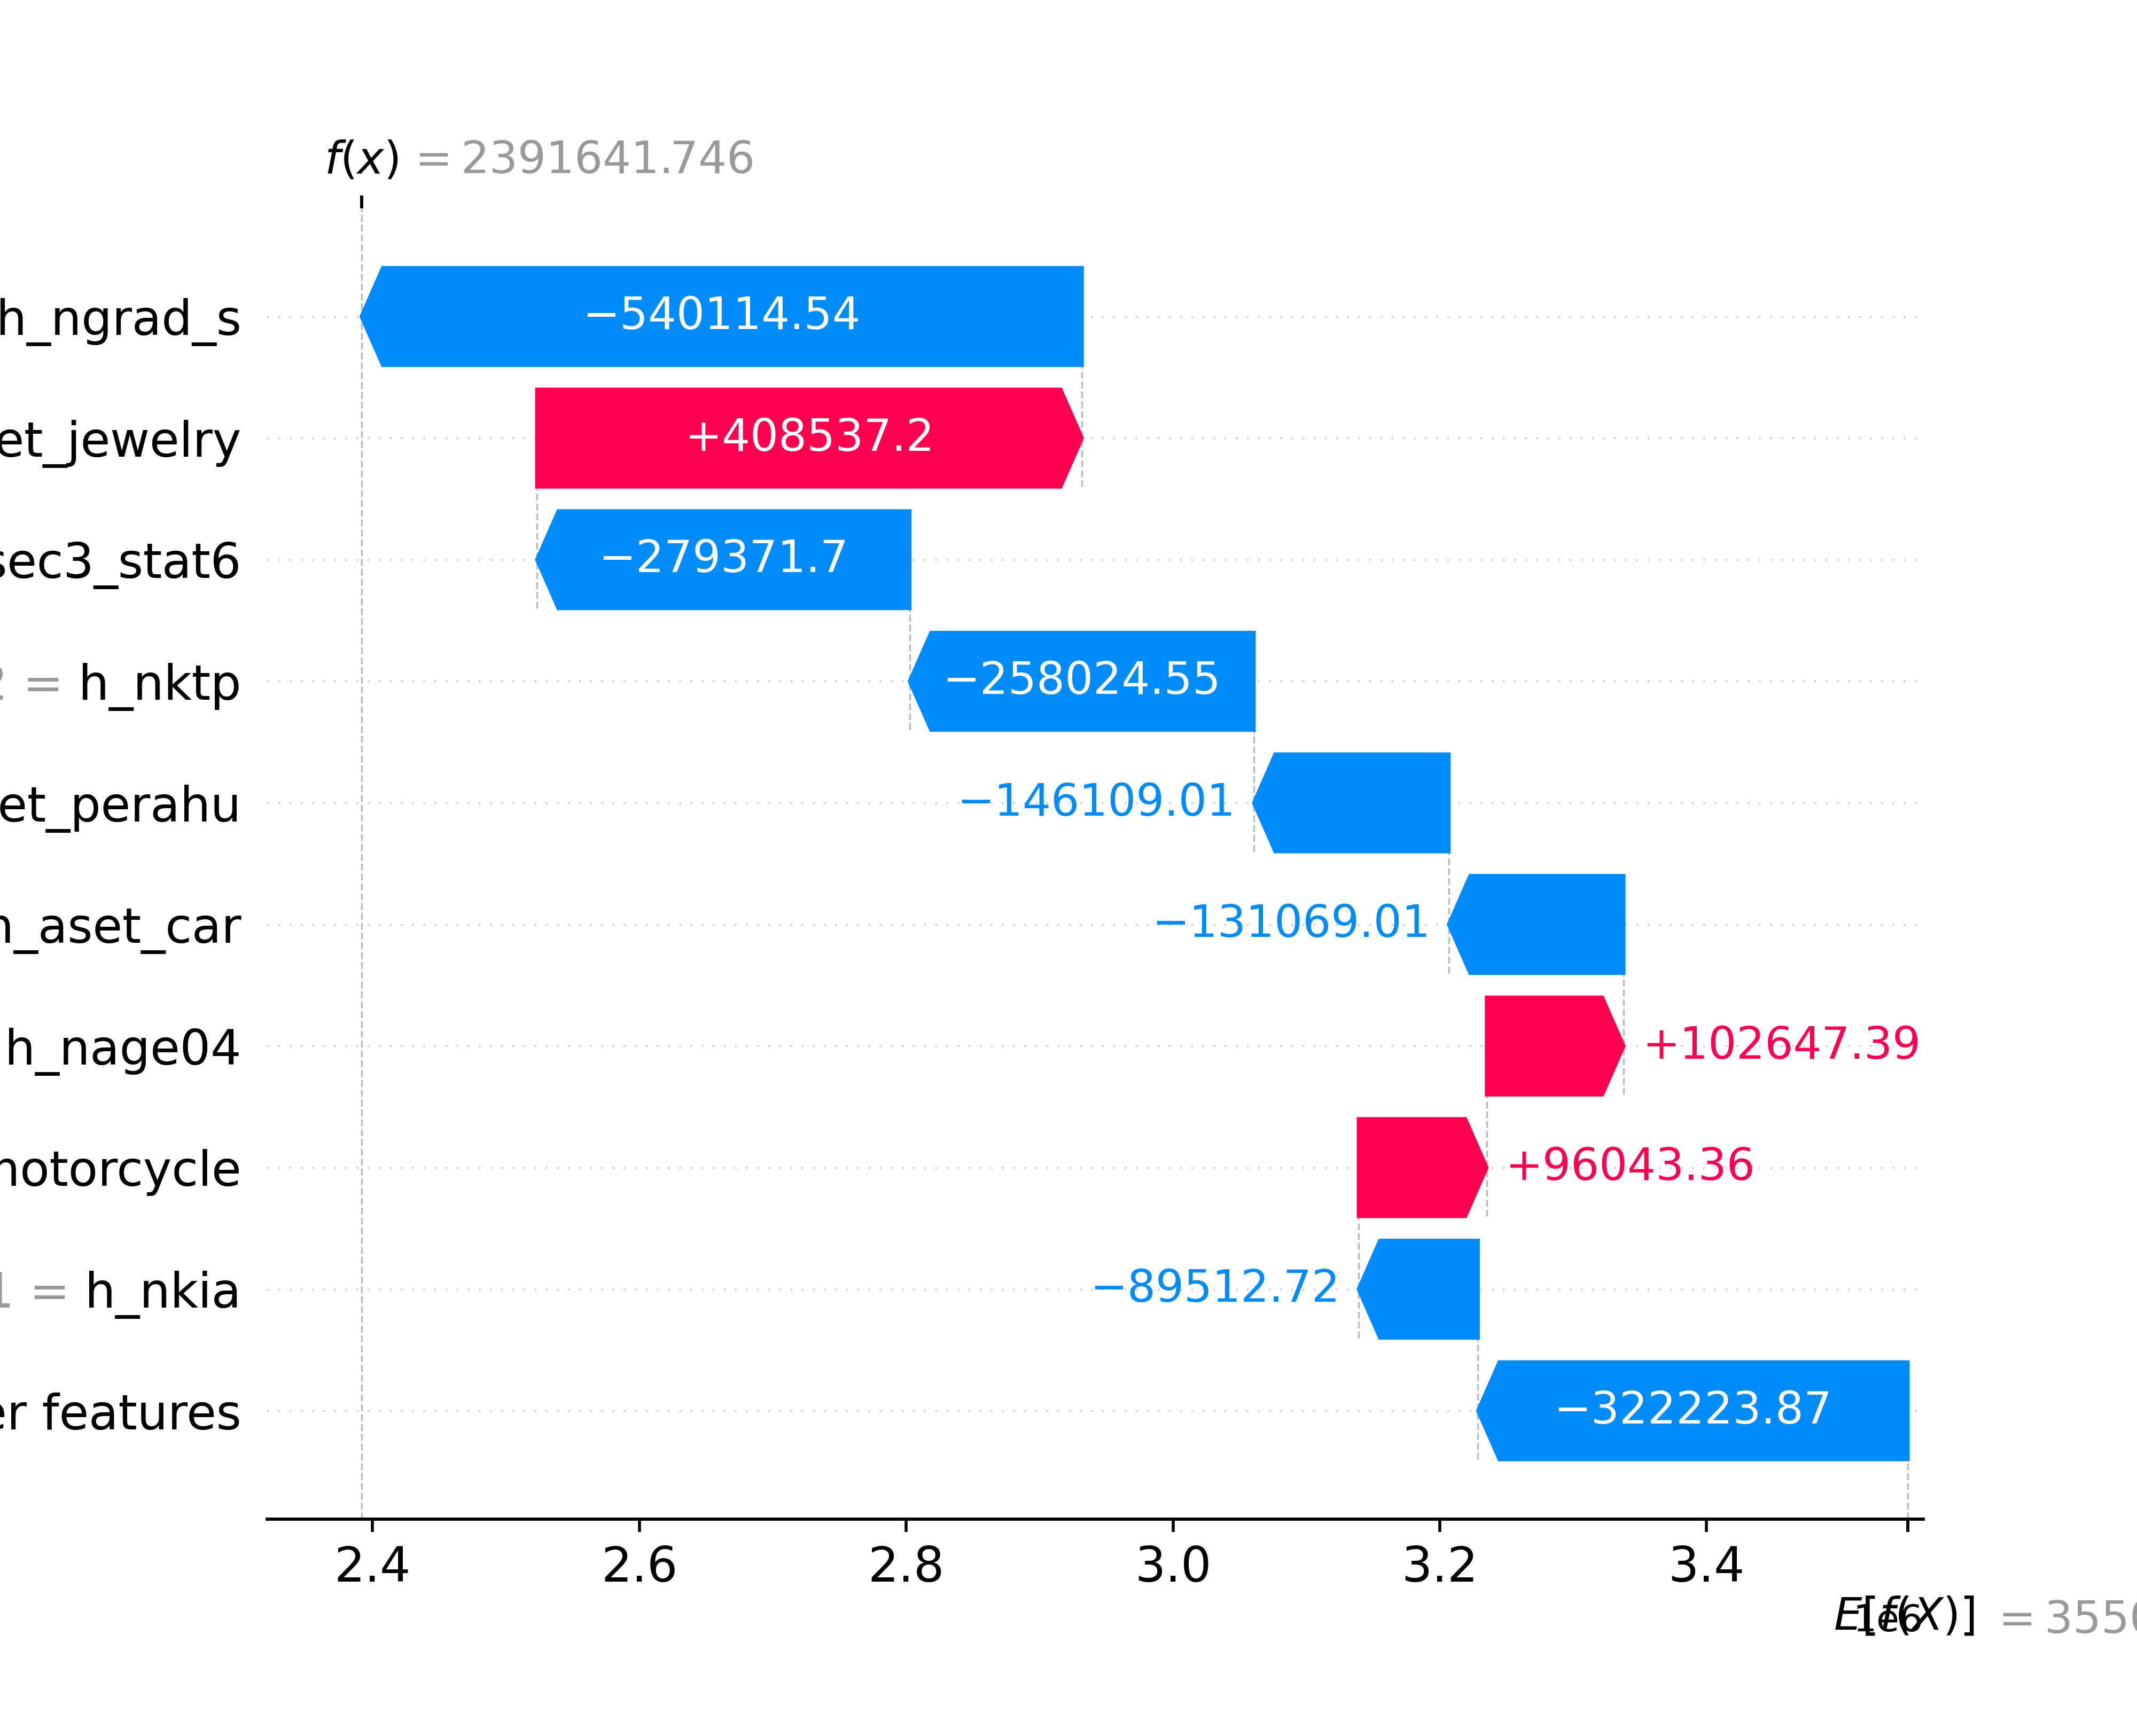 f(x) = 2391641.746
h_ngrad_s −540114.54
et_jewelry +408537.2
sec3_stat6 −279371.7
= h_nktp −258024.55
et_perahu −146109.01
_aset_car −131069.01
h_nage04 +102647.39
otorcycle +96043.36
1 = h_nkia −89512.72
er features −322223.87
2.4 2.6 2.8 3.0 3.2 3.4
E[f(X)] = 355
1e6